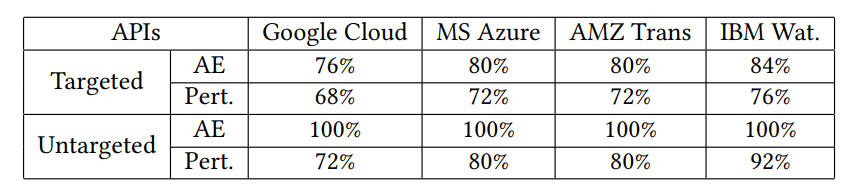 APIs Google Cloud MS Azure AMZ Trans IBM Wat.
Targeted AE 76% 80% 80% 84%
Pert. 68% 72% 72% 76%
Untargeted AE 100% 100% 100% 100%
Pert. 72% 80% 80% 92%